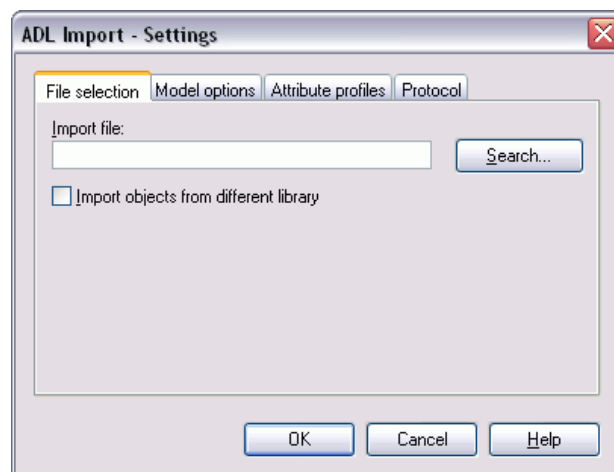 ADL Import - Settings
File selection Model options Attribute profiles Protocol
Import file:
Search...
Import objects from different library
OK Cancel Help